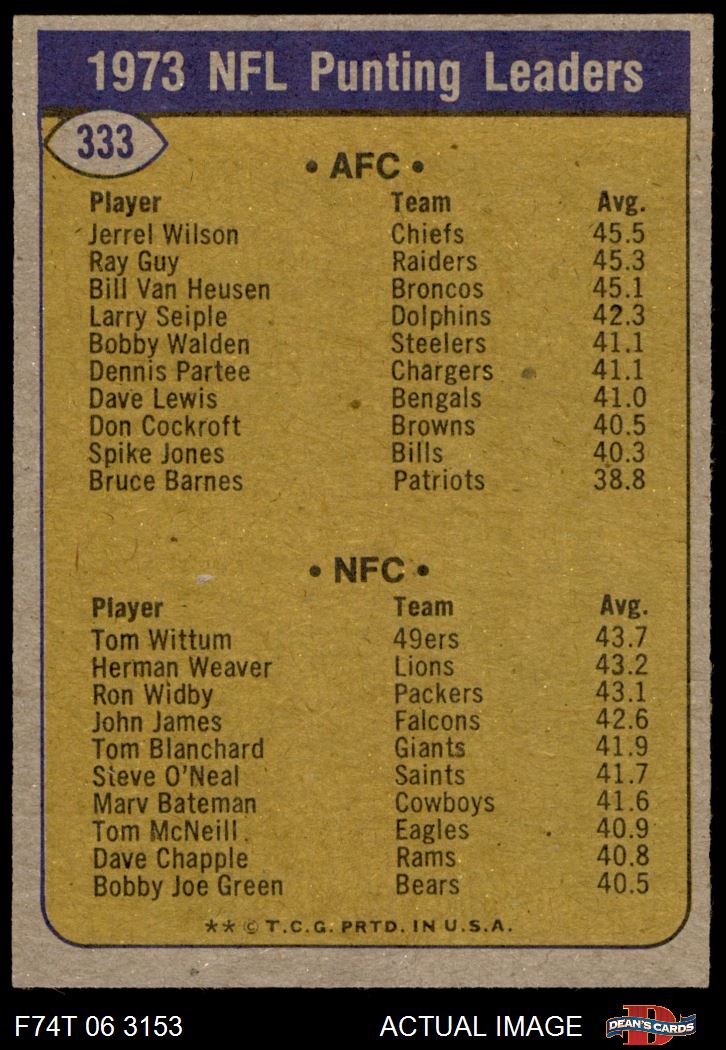 1973 NFL Punting Leaders
333
• AFC •
Player Team Avg.
Jerrel Wilson Chiefs 45.5
Ray Guy Raiders 45.3
Bill Van Heusen Broncos 45.1
Larry Seiple Dolphins 42.3
Bobby Walden Steelers 41.1
Dennis Partee Chargers 41.1
Dave Lewis Bengals 41.0
Don Cockroft Browns 40.5
Spike Jones Bills 40.3
Bruce Barnes Patriots 38.8
• NFC •
Player Team Avg.
Tom Wittum 49ers 43.7
Herman Weaver Lions 43.2
Ron Widby Packers 43.1
John James Falcons 42.6
Tom Blanchard Giants 41.9
Steve O'Neal Saints 41.7
Marv Bateman Cowboys 41.6
Tom McNeill Eagles 40.9
Dave Chapple Rams 40.8
Bobby Joe Green Bears 40.5
** © T.C.G. PRTD. IN U.S.A.
F74T 06 3153 ACTUAL IMAGE D DEAN'S CARDS